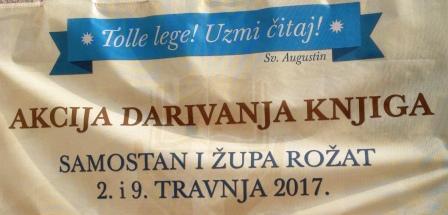 Tolle lege! Uzmi čitaj!
Sv. Augustin
AKCIJA DARIVANJA KNJIGA
SAMOSTAN I ŽUPA ROŽAT
2. i 9. TRAVNJA 2017.